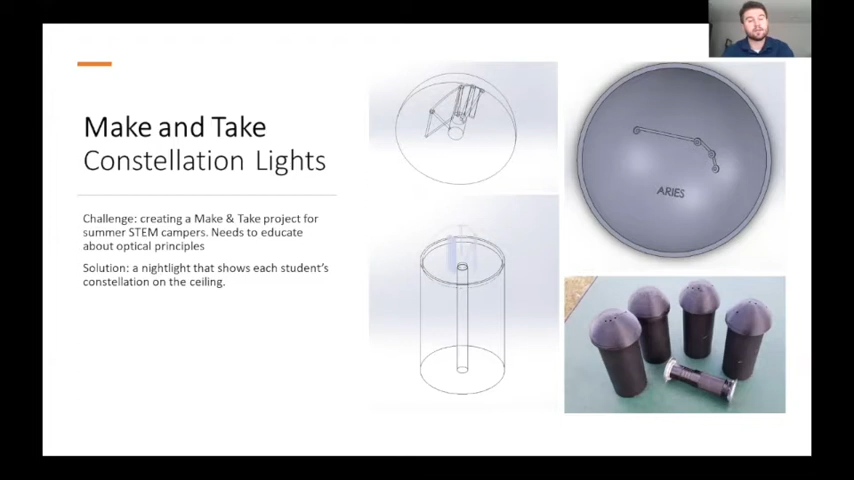 Make and Take
Constellation Lights
Challenge: creating a Make & Take project for
summer STEM campers. Needs to educate
about optical principles
Solution: a nightlight that shows each student's
constellation on the ceiling.
ARIES